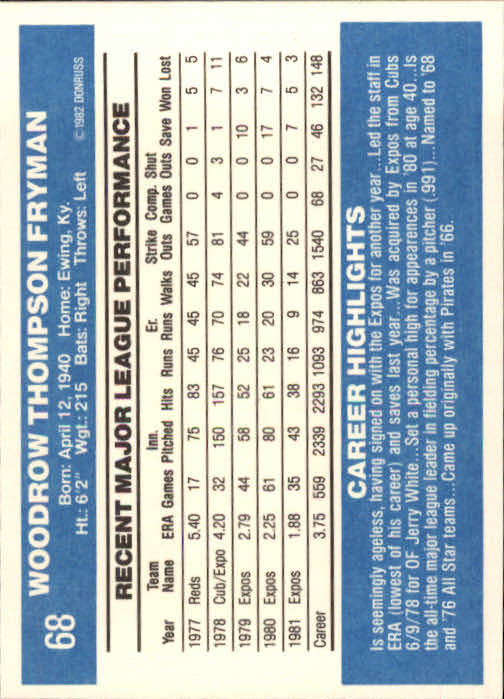 68
WOODROW THOMPSON FRYMAN
Born: April 12, 1940 Home: Ewing, Ky.
Ht.: 6'2" Wgt.: 215 Bats: Right Throws: Left
©1982 DONRUSS
RECENT MAJOR LEAGUE PERFORMANCE
Team Inn. Er. Strike Comp. Shut
Year Name ERA Games Pitched Hits Runs Runs Walks Outs Games Outs Save Won Lost
1977 Reds 5.40 17 75 83 45 45 45 57 0 0 1 5 5
1978 Cub/Expo 4.20 32 150 157 76 70 74 81 4 3 1 7 11
1979 Expos 2.79 44 58 52 25 18 22 44 0 0 10 3 6
1980 Expos 2.25 61 80 61 23 20 30 59 0 0 17 7 4
1981 Expos 1.88 35 43 38 16 9 14 25 0 0 7 5 3
Career 3.75 559 2339 2293 1093 974 863 1540 68 27 46 132 148
CAREER HIGHLIGHTS
Is seemingly ageless, having signed on with the Expos for another year...Led the staff in
ERA (lowest of his career) and saves last year...Was acquired by Expos from Cubs
6/9/78 for OF Jerry White...Set a personal high for appearences in '80 at age 40...Is
the all-time major league leader in fielding percentage by a pitcher (.991)...Named to '68
and '76 All Star teams...Came up originally with Pirates in '66.